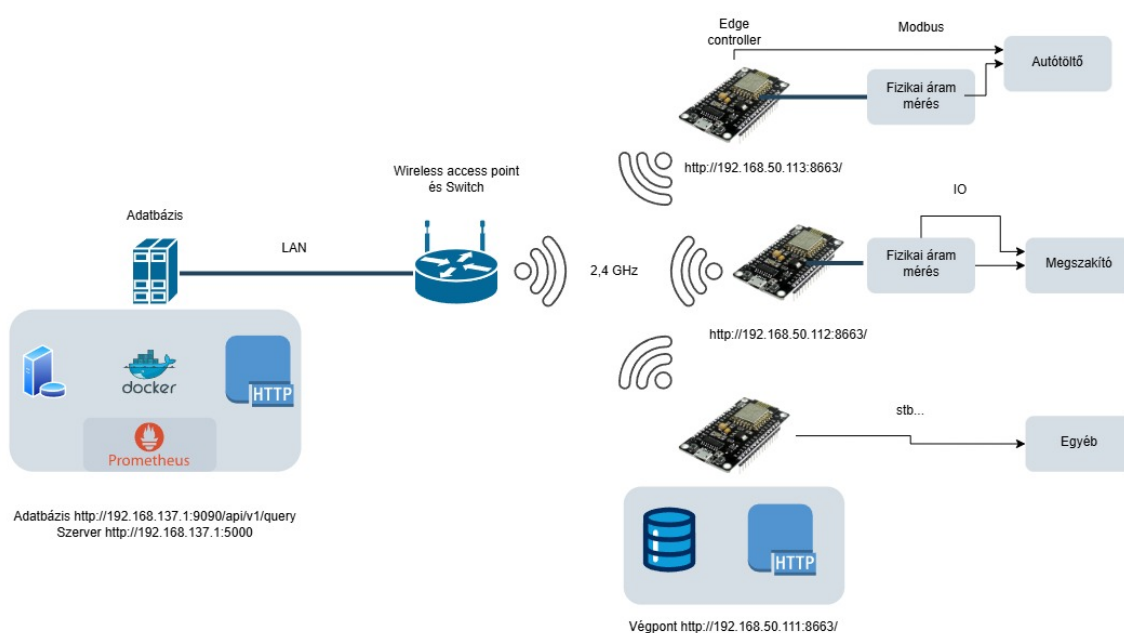 Edge
controller
Modbus
Autótöltő
Fizikai áram
mérés
http://192.168.50.113:8663/
Wireless access point
és Switch
Adatbázis
LAN
2,4 GHz
IO
Fizikai áram
mérés
Megszakító
http://192.168.50.112:8663/
docker
HTTP
Prometheus
stb...
Egyéb
Adatbázis http://192.168.137.1:9090/api/v1/query
Szerver http://192.168.137.1:5000
HTTP
Végpont http://192.168.50.111:8663/